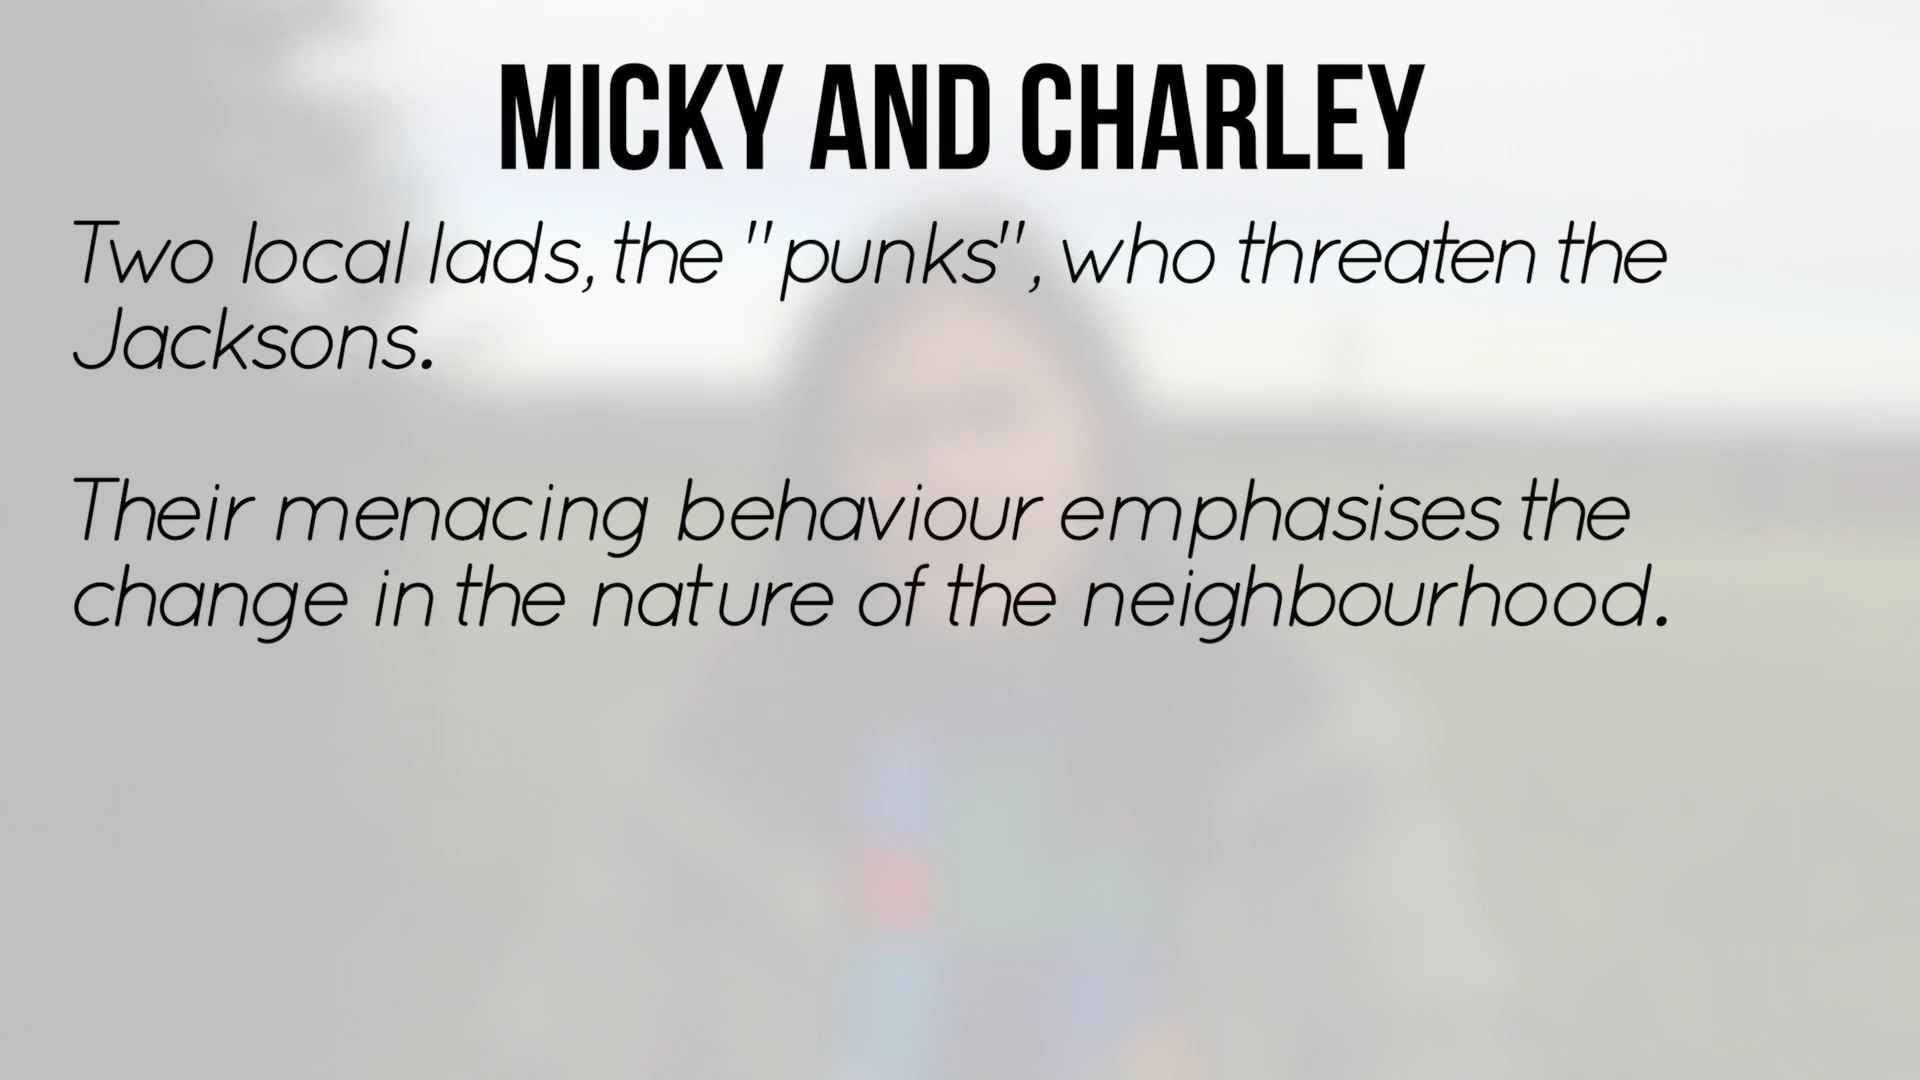 MICKY AND CHARLEY
Two local lads, the "punks", who threaten the
Jacksons.
Their menacing behaviour emphasises the
change in the nature of the neighbourhood.